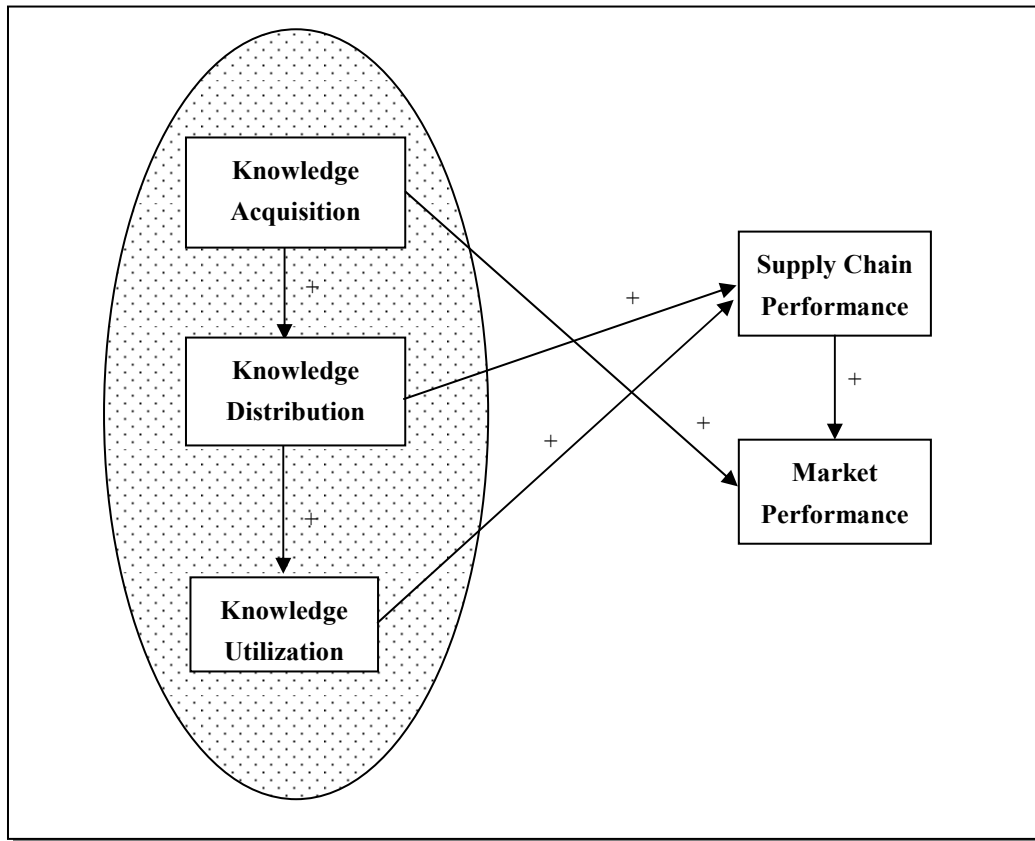 Knowledge
Acquisition
+
Knowledge
Distribution
+
Knowledge
Utilization
+
+
+
Supply Chain
Performance
+
Market
Performance